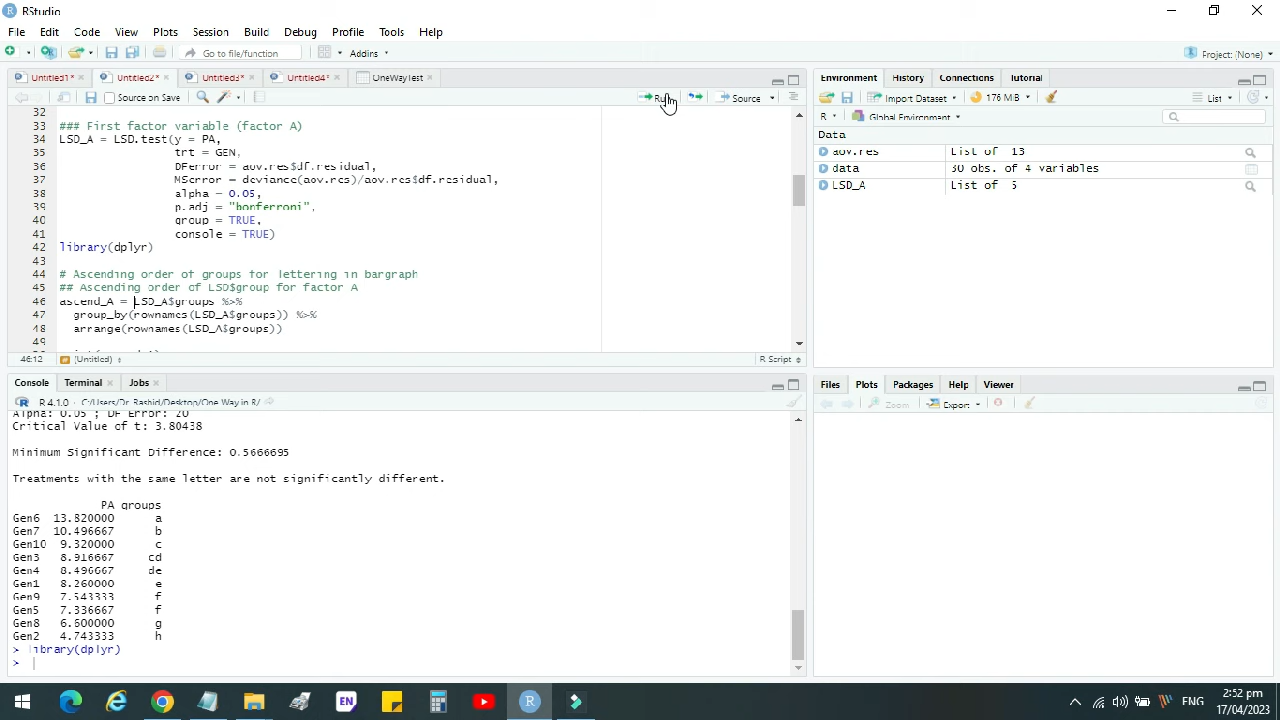 RStudio
File Edit Code View Plots Session Build Debug Profile Tools Help
Go to file/function Addins Project: (None)
Untitled1* Untitled2* Untitled3* Untitled4* OneWayTest
Source on Save Run Source
32
33 ### First factor variable (factor A)
34 LSD_A = LSD.test(y = PA,
35 trt = GEN,
36 DFerror = aov.res$df.residual,
37 MSerror = deviance(aov.res)/aov.res$df.residual,
38 alpha = 0.05,
39 p.adj = "bonferroni",
40 group = TRUE,
41 console = TRUE)
42 library(dplyr)
43
44 # Ascending order of groups for lettering in bargraph
45 ## Ascending order of LSD$group for factor A
46 ascend_A = LSD_A$groups %>%
47 group_by(rownames(LSD_A$groups)) %>%
48 arrange(rownames(LSD_A$groups))
49
46:12 (Untitled) R Script
Console Terminal Jobs
R 4.1.0 · C:/Users/Dr. Rashid/Desktop/One Way in R/
Alpha: 0.05 ; DF Error: 20
Critical Value of t: 3.80438
Minimum Significant Difference: 0.5666695
Treatments with the same letter are not significantly different.
PA groups
Gen6 13.820000 a
Gen7 10.496667 b
Gen10 9.320000 c
Gen3 8.916667 cd
Gen4 8.496667 de
Gen1 8.260000 e
Gen9 7.543333 f
Gen5 7.336667 f
Gen8 6.600000 g
Gen2 4.743333 h
> library(dplyr)
>
Environment History Connections Tutorial
Import Dataset 176 MiB List
R Global Environment
Data
aov.res List of 13
data 30 obs. of 4 variables
LSD_A List of 5
Files Plots Packages Help Viewer
Zoom Export
EN
ENG
2:52 pm
17/04/2023